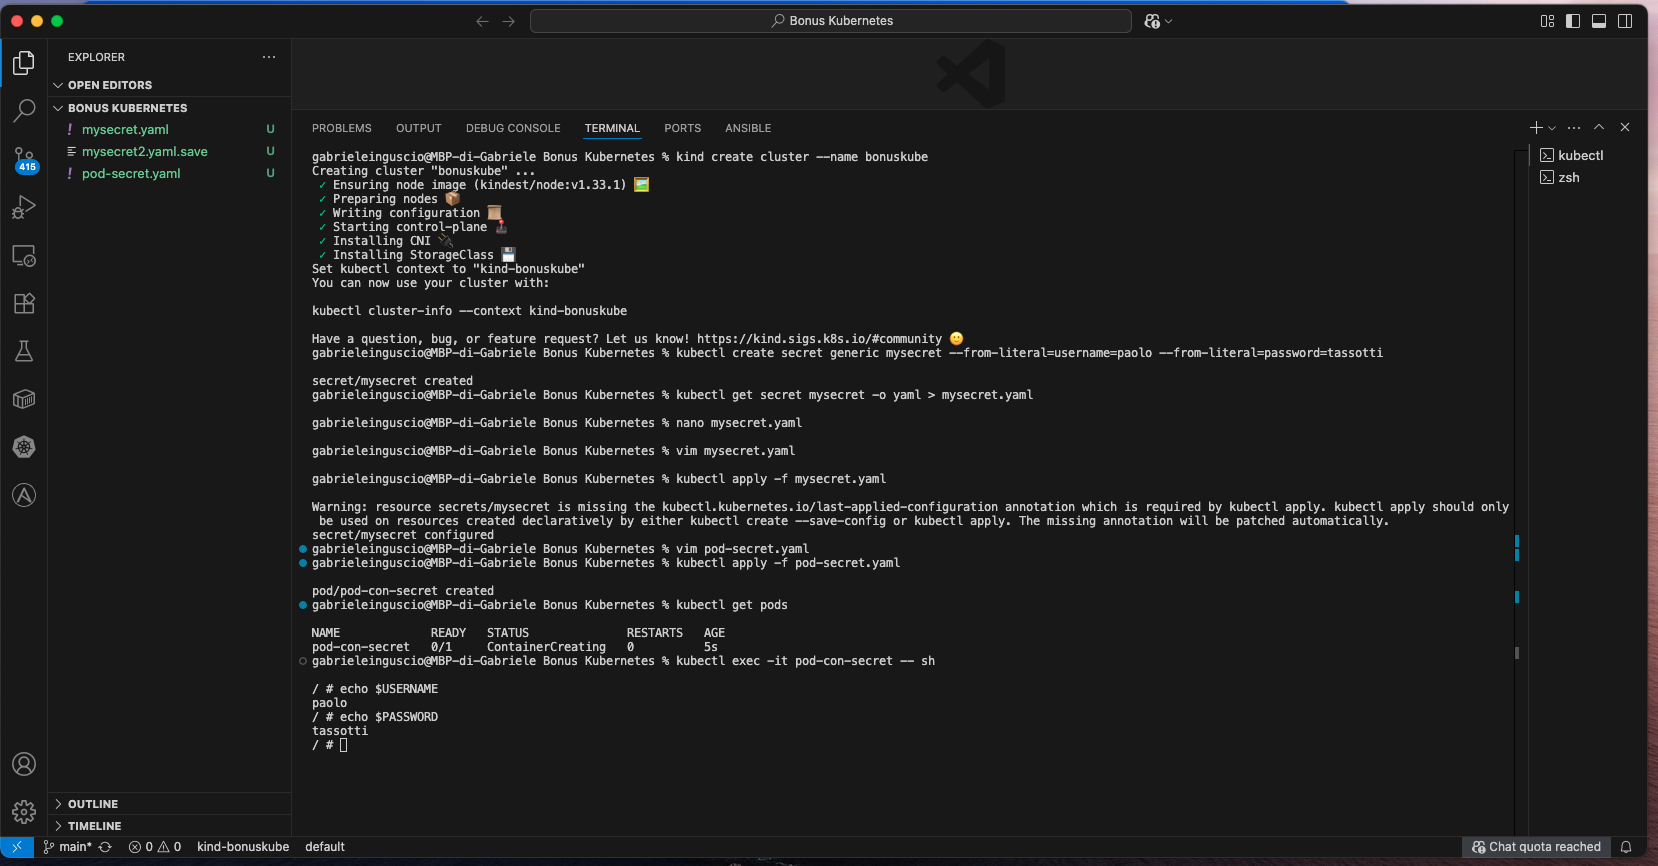 Bonus Kubernetes
EXPLORER
OPEN EDITORS
BONUS KUBERNETES
! mysecret.yaml U
mysecret2.yaml.save U
! pod-secret.yaml U
415
OUTLINE
TIMELINE
PROBLEMS OUTPUT DEBUG CONSOLE TERMINAL PORTS ANSIBLE
kubectl
zsh
gabrieleinguscio@MBP-di-Gabriele Bonus Kubernetes % kind create cluster --name bonuskube
Creating cluster "bonuskube" ...
✓ Ensuring node image (kindest/node:v1.33.1) 🖼
✓ Preparing nodes 📦
✓ Writing configuration 📜
✓ Starting control-plane 🕹
✓ Installing CNI 🔌
✓ Installing StorageClass 💾
Set kubectl context to "kind-bonuskube"
You can now use your cluster with:
kubectl cluster-info --context kind-bonuskube
Have a question, bug, or feature request? Let us know! https://kind.sigs.k8s.io/#community 🙂
gabrieleinguscio@MBP-di-Gabriele Bonus Kubernetes % kubectl create secret generic mysecret --from-literal=username=paolo --from-literal=password=tassotti
secret/mysecret created
gabrieleinguscio@MBP-di-Gabriele Bonus Kubernetes % kubectl get secret mysecret -o yaml > mysecret.yaml
gabrieleinguscio@MBP-di-Gabriele Bonus Kubernetes % nano mysecret.yaml
gabrieleinguscio@MBP-di-Gabriele Bonus Kubernetes % vim mysecret.yaml
gabrieleinguscio@MBP-di-Gabriele Bonus Kubernetes % kubectl apply -f mysecret.yaml
Warning: resource secrets/mysecret is missing the kubectl.kubernetes.io/last-applied-configuration annotation which is required by kubectl apply. kubectl apply should only
be used on resources created declaratively by either kubectl create --save-config or kubectl apply. The missing annotation will be patched automatically.
secret/mysecret configured
gabrieleinguscio@MBP-di-Gabriele Bonus Kubernetes % vim pod-secret.yaml
gabrieleinguscio@MBP-di-Gabriele Bonus Kubernetes % kubectl apply -f pod-secret.yaml
pod/pod-con-secret created
gabrieleinguscio@MBP-di-Gabriele Bonus Kubernetes % kubectl get pods
NAME READY STATUS RESTARTS AGE
pod-con-secret 0/1 ContainerCreating 0 5s
gabrieleinguscio@MBP-di-Gabriele Bonus Kubernetes % kubectl exec -it pod-con-secret -- sh
/ # echo $USERNAME
paolo
/ # echo $PASSWORD
tassotti
/ #
main* 0 0 kind-bonuskube default Chat quota reached